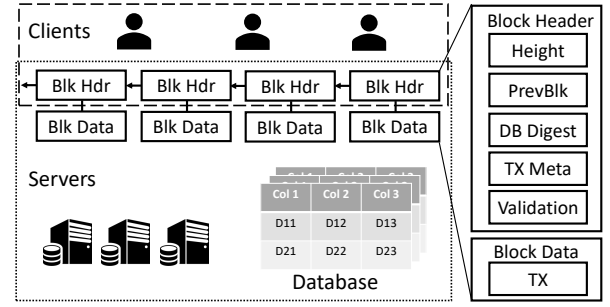 Clients
Blk Hdr Blk Hdr Blk Hdr Blk Hdr
Blk Data Blk Data Blk Data Blk Data
Servers
Col 1 Col 2 Col 3
D11 D12 D13
D21 D22 D23
Database
Block Header
Height
PrevBlk
DB Digest
TX Meta
Validation
Block Data
TX